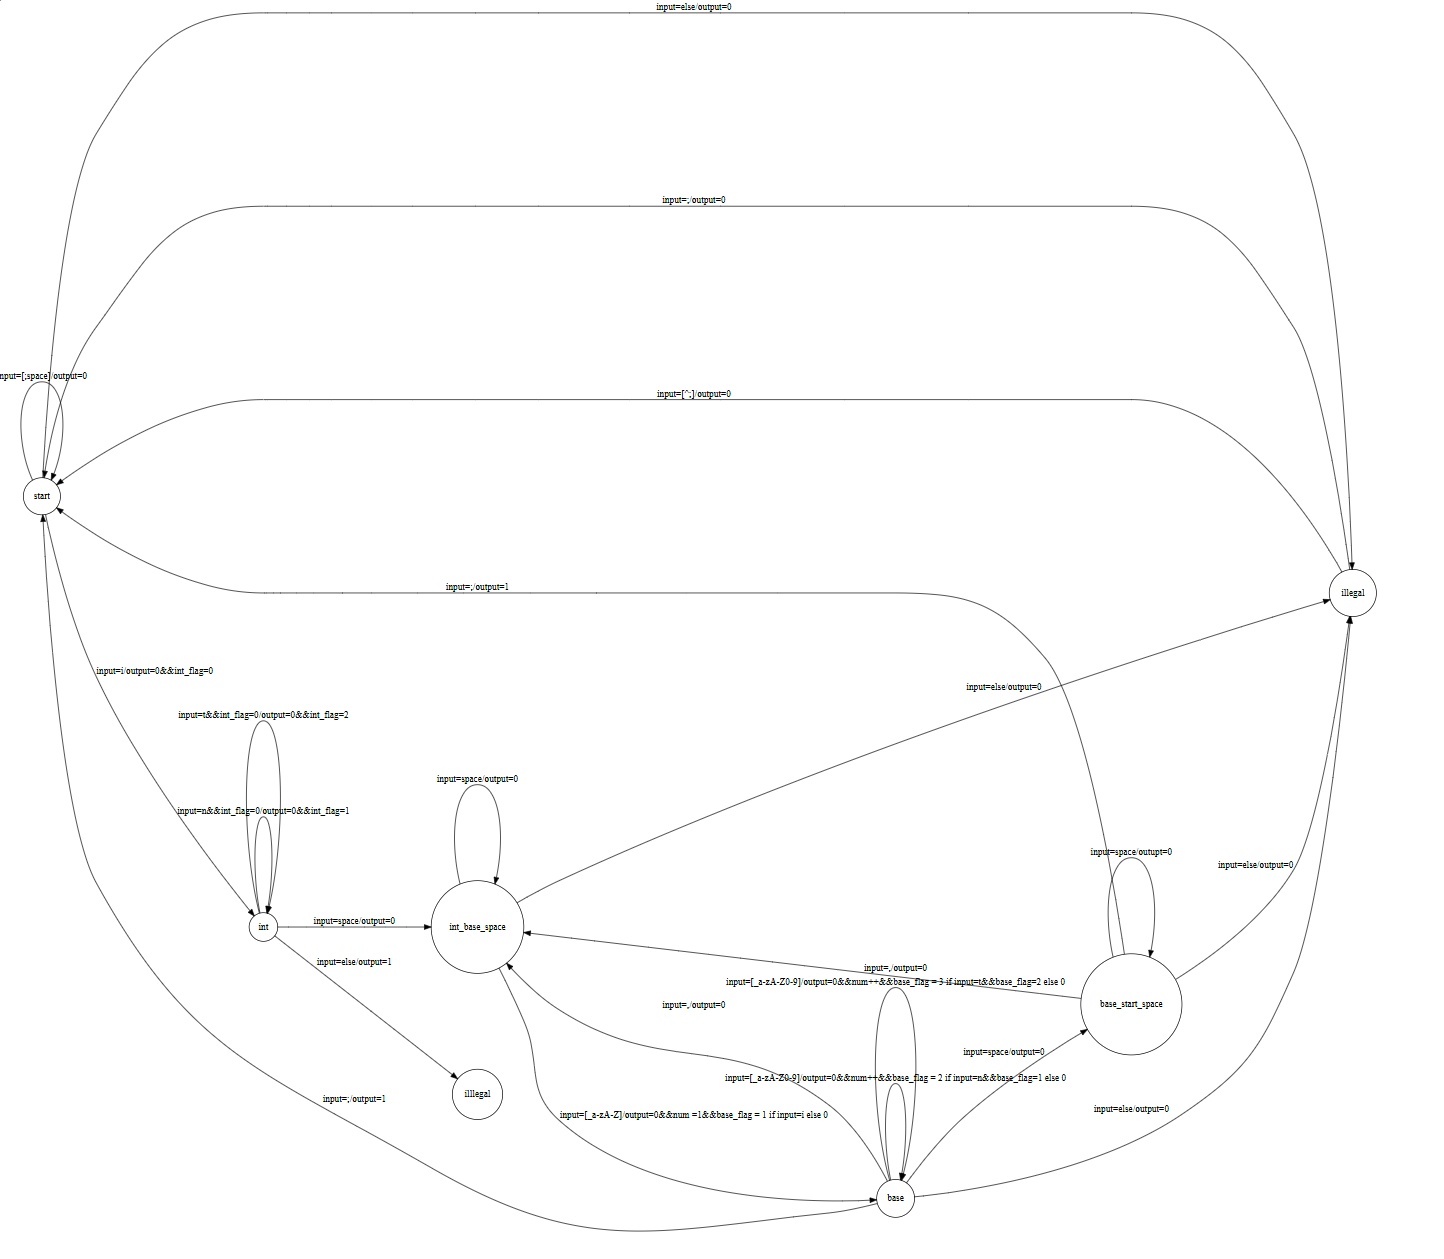 input=else/output=0
input=;/output=0
nput=[;space]/output=0
input=[^;]/output=0
start
input=;/output=1
illegal
input=i/output=0&&int_flag=0
input=else/output=0
input=t&&int_flag=0/output=0&&int_flag=2
input=space/output=0
input=n&&int_flag=0/output=0&&int_flag=1
input=space/outupt=0
input=else/output=0
input=space/output=0
int
int_base_space
input=else/output=1
input=,/output=0
input=[_a-zA-Z0-9]/output=0&&num++&&base_flag = 3 if input=t&&base_flag=2 else 0
input=,/output=0
base_start_space
input=space/output=0
input=[_a-zA-Z0-9]/output=0&&num++&&base_flag = 2 if input=n&&base_flag=1 else 0
illlegal
input=;/output=1
input=else/output=0
input=[_a-zA-Z]/output=0&&num =1&&base_flag = 1 if input=i else 0
base